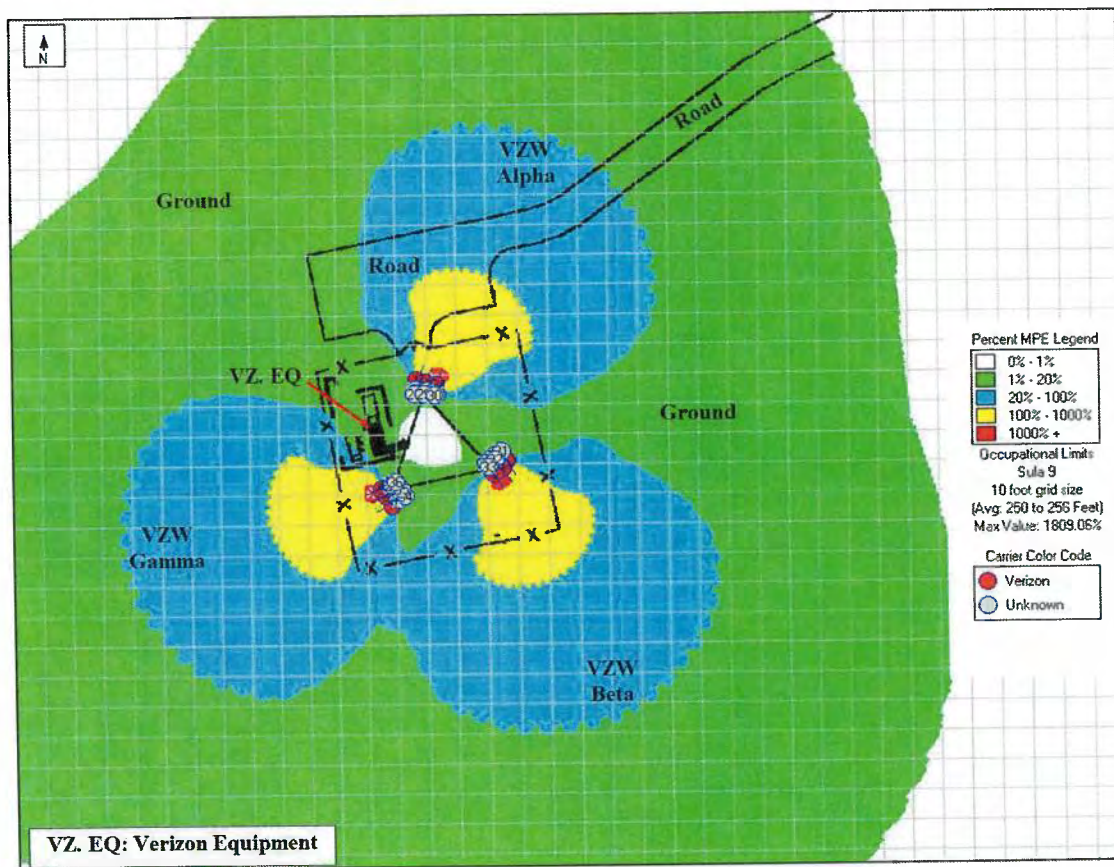 N
VZW
Alpha
Road
Ground
Road
VZ. EQ
Ground
VZW
Gamma
VZW
Beta
Percent MPE Legend
0% - 1%
1% - 20%
20% - 100%
100% - 1000%
1000% +
Occupational Limits
Sula 9
10 foot grid size
(Avg: 250 to 256 Feet)
Max Value: 1809.06%
Carrier Color Code
Verizon
Unknown
VZ. EQ: Verizon Equipment